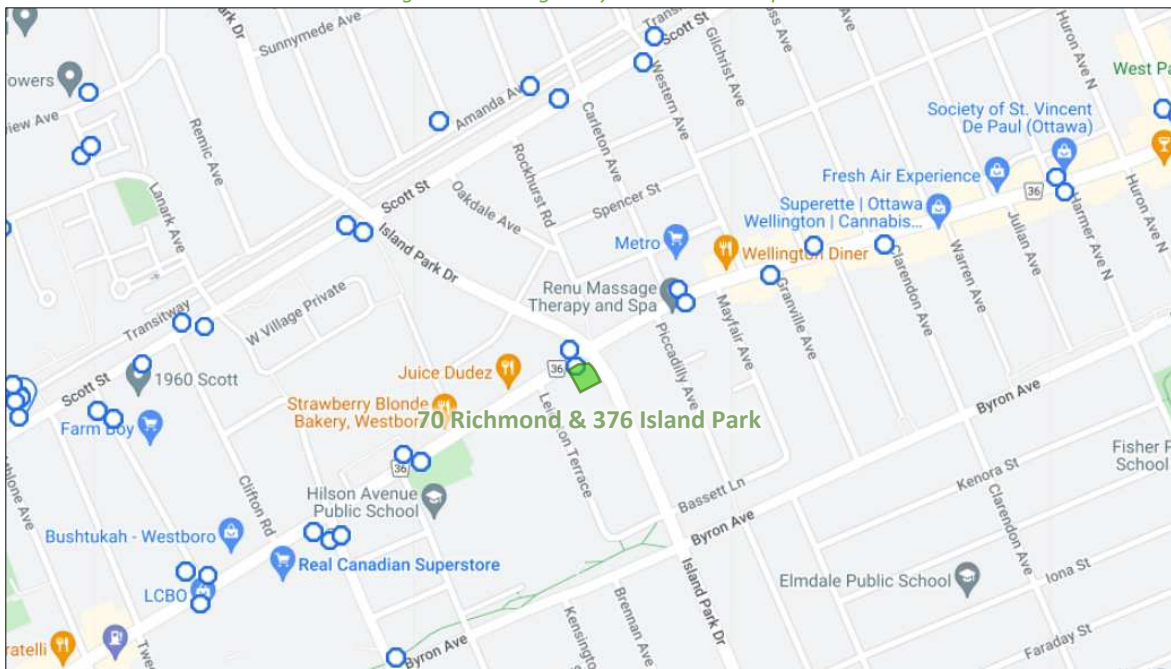 Sunnymede Ave
Park Dr
Scott St
Western Ave
Gilchrist Ave
Huron Ave N
West Pa
owers
view Ave
Remic Ave
Amanda Ave
Carleton Ave
Rockhurst Rd
Society of St. Vincent
De Paul (Ottawa)
Lanark Ave
Scott St
Oakdale Ave
Spencer St
Fresh Air Experience
36
Superette | Ottawa
Wellington | Cannabis...
Island Park Dr
Metro
Wellington Diner
Julian Ave
Harmer Ave N
Huron Ave N
Warren Ave
Clarendon Ave
Renu Massage
Therapy and Spa
Granville Ave
Mayfair Ave
Piccadilly Ave
Transitway
W Village Private
36
Juice Dudez
Scott St
1960 Scott
Strawberry Blonde
Bakery, Westboro
70 Richmond & 376 Island Park
Farm Boy
Byron Ave
36
Fisher P
School
Kenora St
Clifton Rd
Hilson Avenue
Public School
Bassett Ln
Clarendon Ave
Byron Ave
Bushtukah - Westboro
Real Canadian Superstore
Elmdale Public School
Iona St
LCBO
Island Park Dr
Brennan Ave
Kensing
Faraday St
ratelli
Twee
Byron Ave